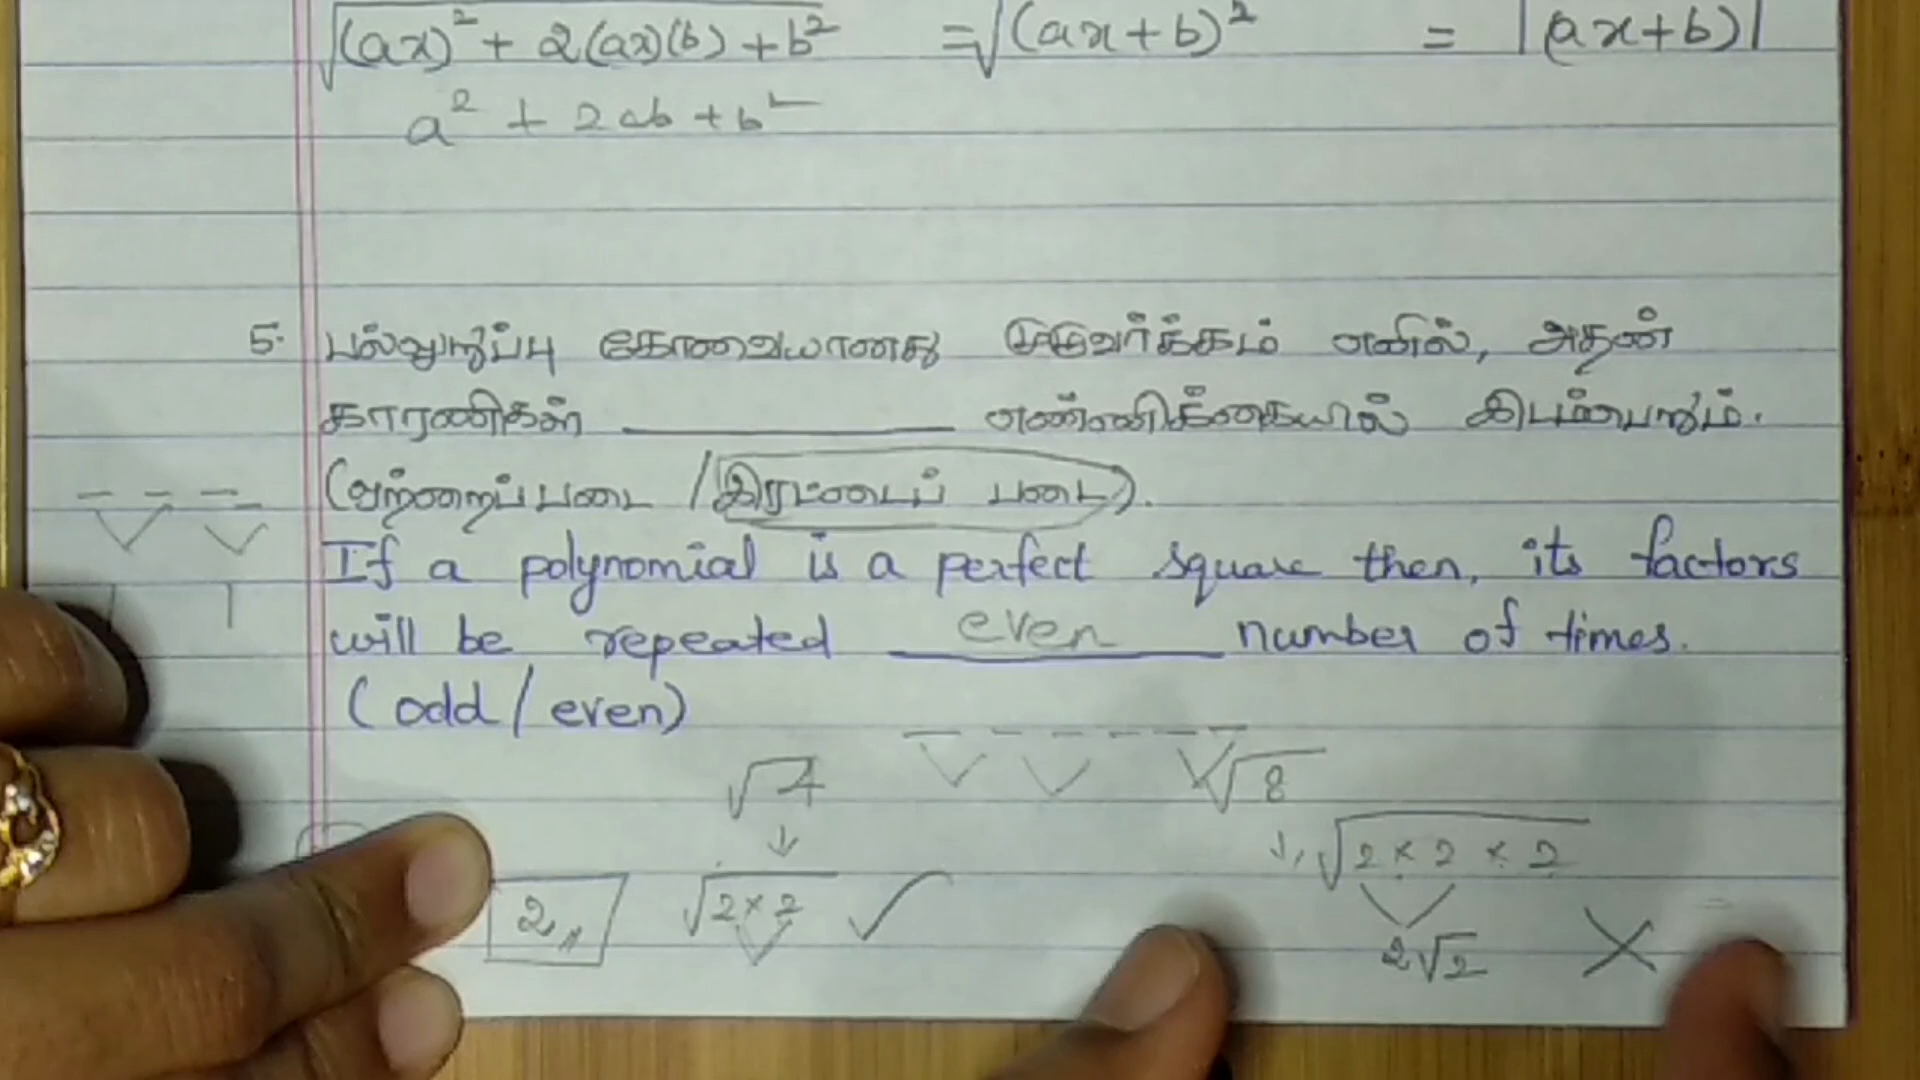 √(ax)² + 2(ax)(b) + b² = √(ax+b)² = |(ax+b)|
a² + 2ab + b²
5. பல்லுறுப்பு கோவையானது முழுவர்க்கம் எனில், அதன்
காரணிகள் ________ எண்ணிக்கையில் இடம்பெறும்.
(ஒற்றைப் படை / இரட்டைப் படை).
If a polynomial is a perfect square then, its factors
will be repeated even number of times.
(odd / even)
√4 √8
↓ ↓, √2 × 2 × 2
2,, √2×2 ✓ 2√2 ×